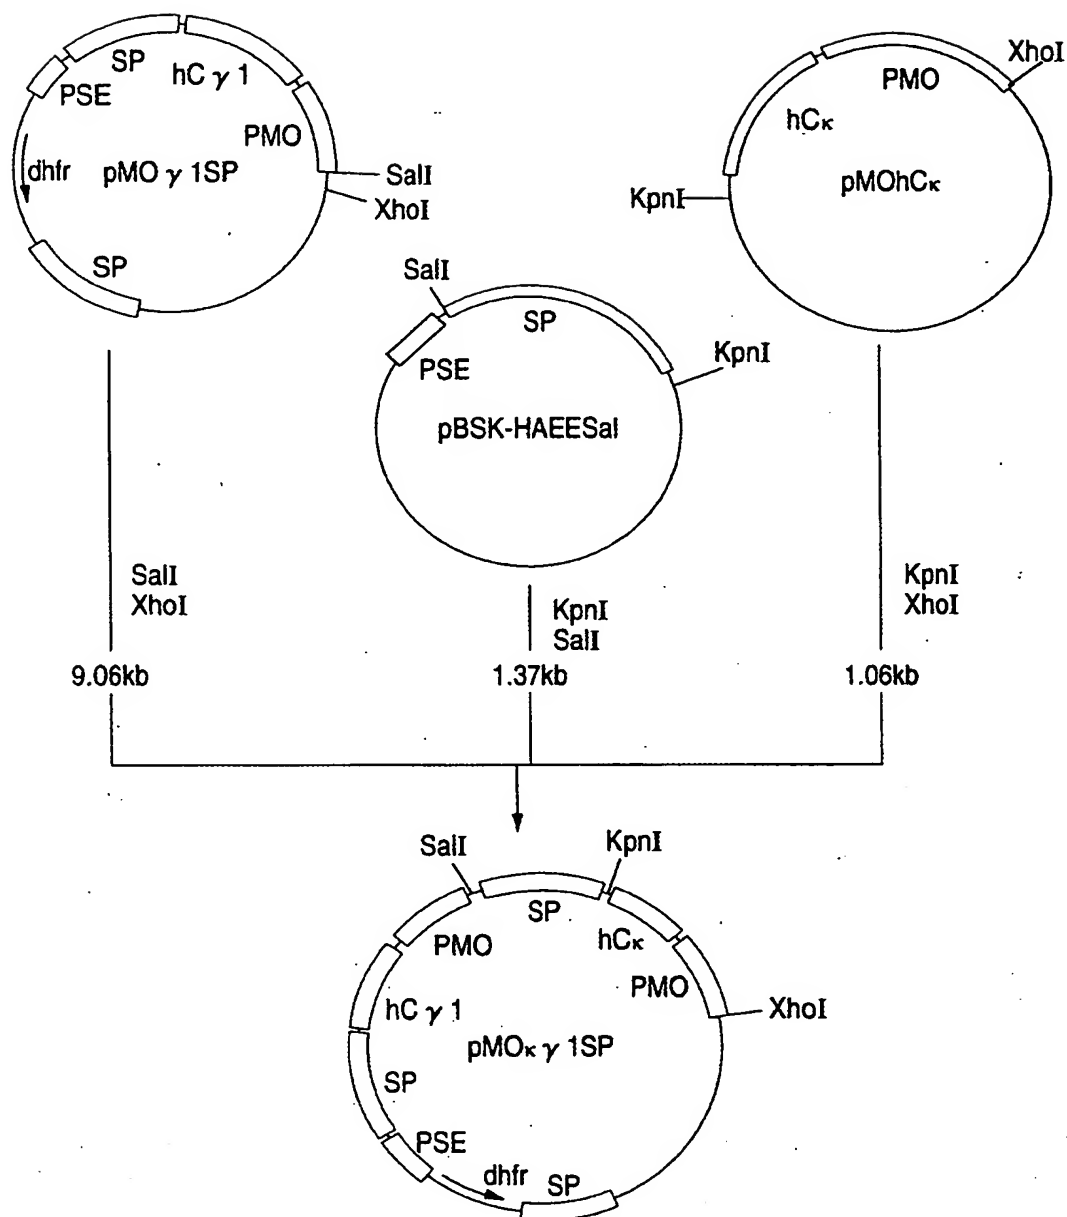 SP
hC γ 1
PSE
PMO
dhfr
pMO γ 1SP
SalI
XhoI
SP
XhoI
PMO
hCκ
pMOhCκ
KpnI
SalI
SP
KpnI
PSE
pBSK-HAEESal
SalI
XhoI
KpnI
SalI
KpnI
XhoI
9.06kb
1.37kb
1.06kb
SalI
KpnI
SP
hCκ
PMO
PMO
XhoI
hC γ 1
pMOκ γ 1SP
SP
PSE
dhfr
SP